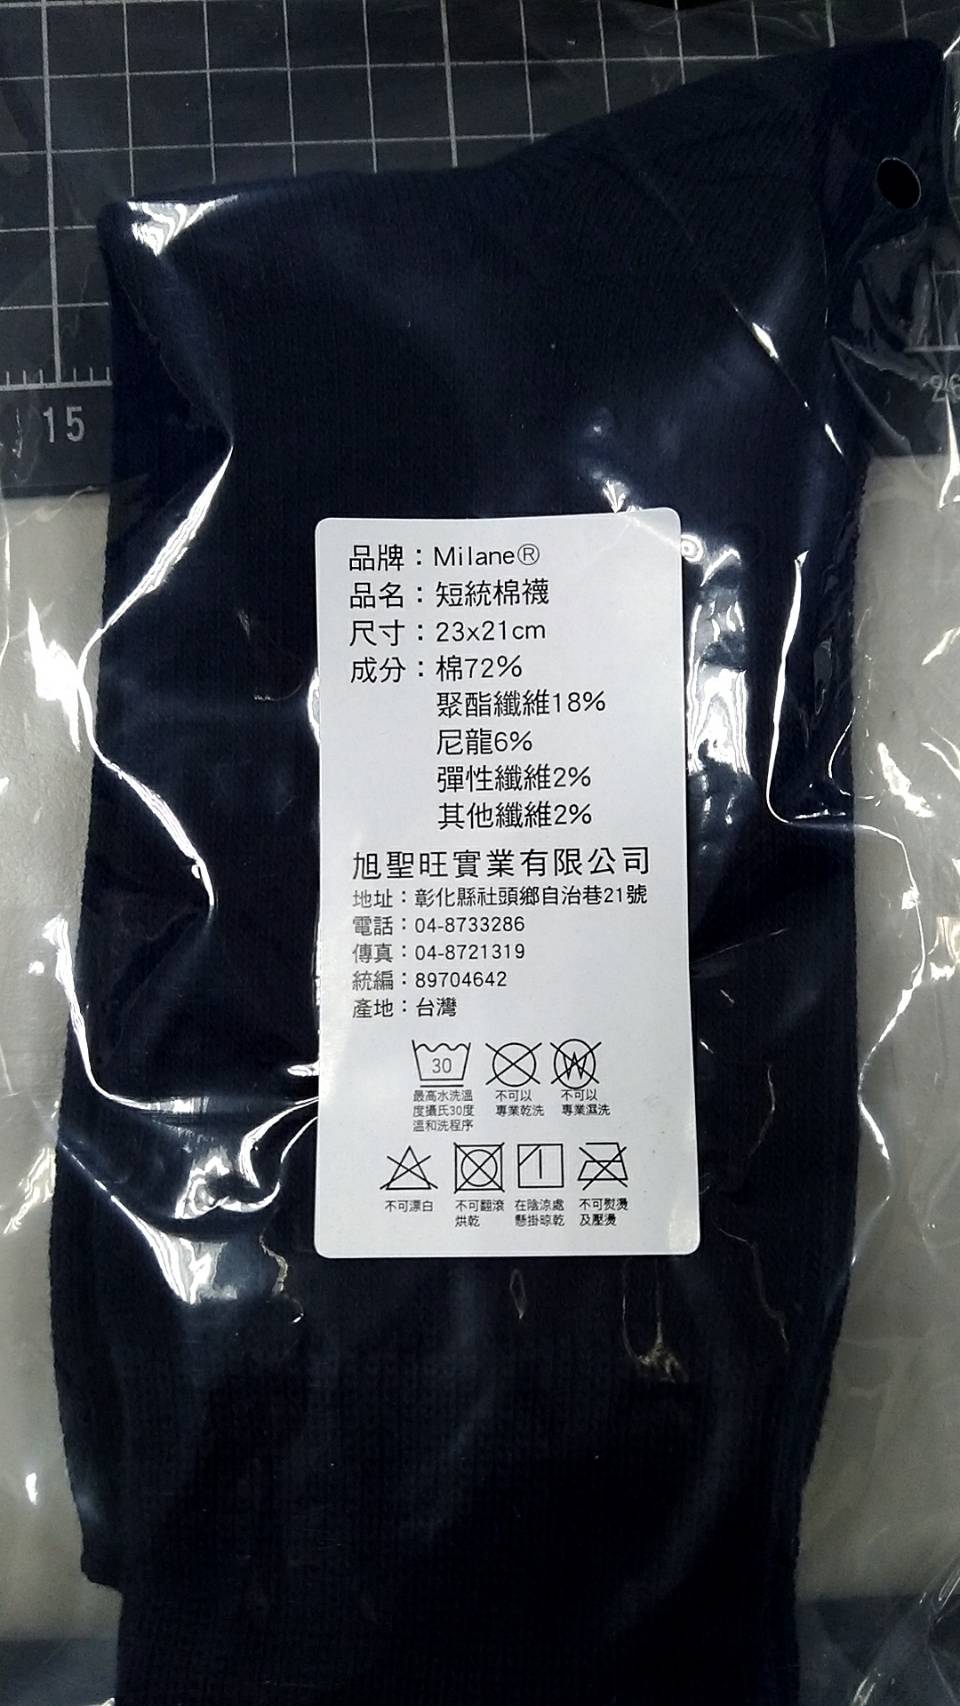 15
26
品牌：Milane®
品名：短統棉襪
尺寸：23x21cm
成分：棉72%
聚酯纖維18%
尼龍6%
彈性纖維2%
其他纖維2%
旭聖旺實業有限公司
地址：彰化縣社頭鄉自治巷21號
電話：04-8733286
傳真：04-8721319
統編：89704642
產地：台灣
30 W
最高水洗溫 不可以 不可以
度攝氏30度 專業乾洗 專業濕洗
溫和洗程序
不可漂白 不可翻滾 在陰涼處 不可熨燙
烘乾 懸掛晾乾 及壓燙